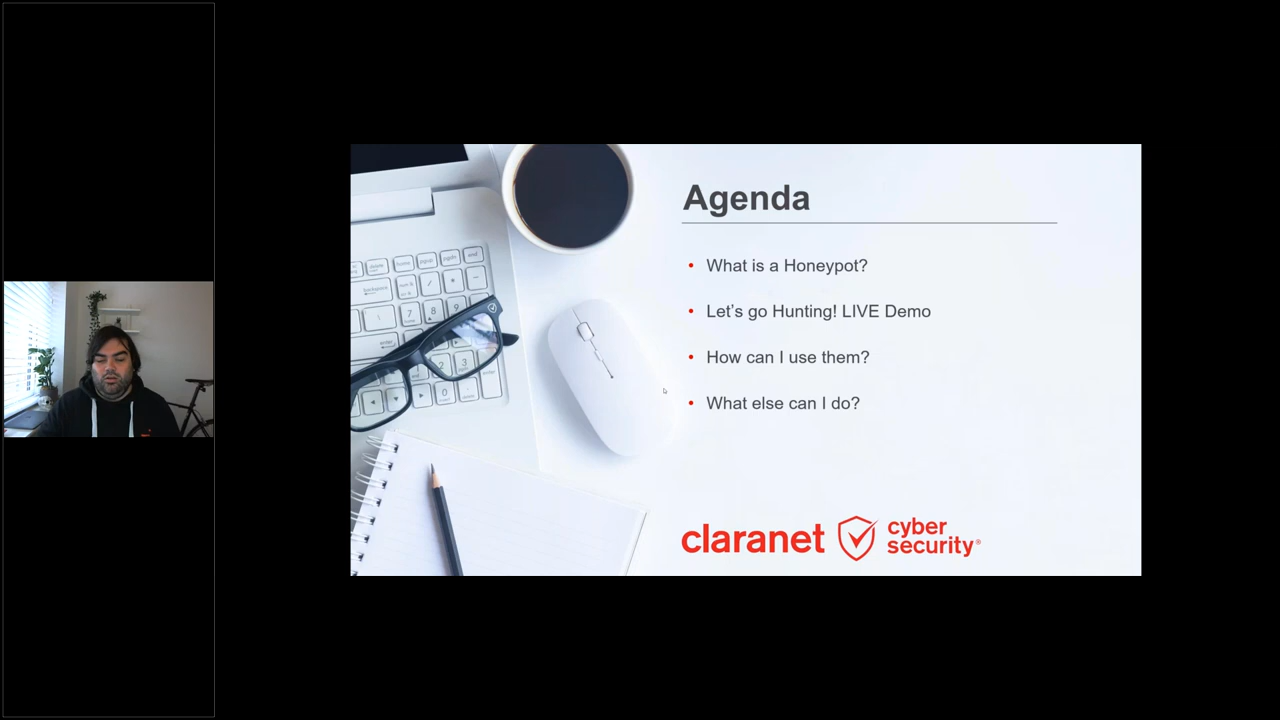 Agenda
• What is a Honeypot?
• Let's go Hunting! LIVE Demo
• How can I use them?
• What else can I do?
claranet cyber security®